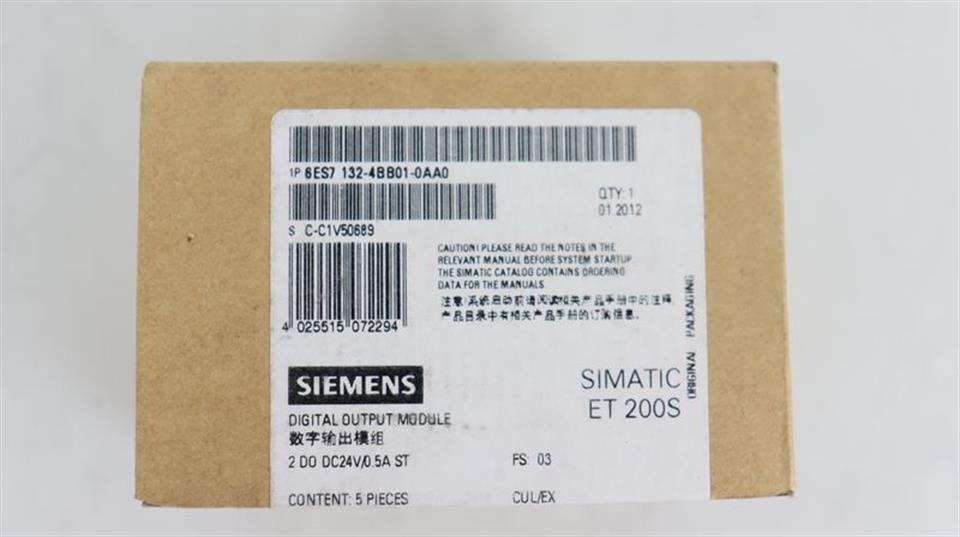 1P 6ES7 132-4BB01-0AA0
QTY: 1
01.2012
S C-C1V50689
CAUTION! PLEASE READ THE NOTES IN THE
RELEVANT MANUAL BEFORE SYSTEM STARTUP
THE SIMATIC CATALOG CONTAINS ORDERING
DATA FOR THE MANUALS.
注意!系统启动前请阅读相关产品手册中的注释,
产品目录中有相关产品手册的订购信息.
4 025515 072294
ORIGINAL PACKAGING
SIEMENS
SIMATIC
ET 200S
DIGITAL OUTPUT MODULE
数字输出模组
2 DO DC24V/0.5A ST
FS: 03
CONTENT: 5 PIECES
CUL/EX